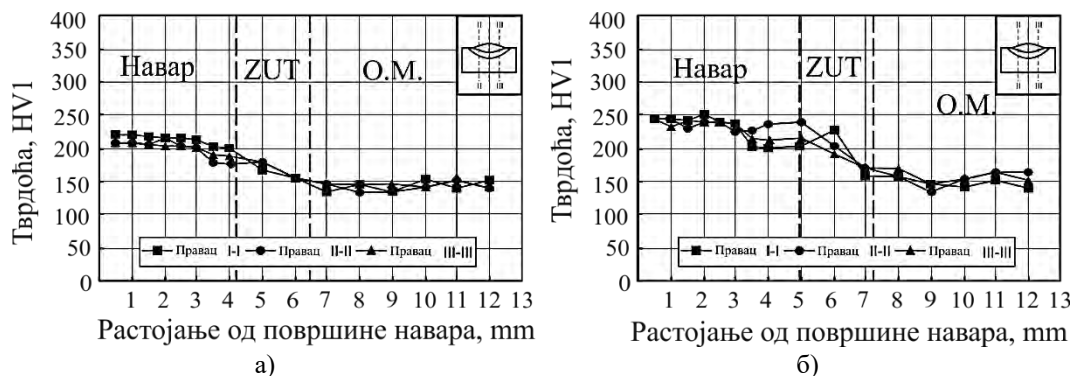 400
350
300
250
200
150
100
50
0
Тврдоћа, HV1
Навар
ZUT
О.М.
II III
Правац I-I Правац II-II Правац III-III
1 2 3 4 5 6 7 8 9 10 11 12 13
Растојање од површине навара, mm
а)
400
350
300
250
200
150
100
50
0
Тврдоћа, HV1
Навар
ZUT
О.М.
II III
Правац I-I Правац II-II Правац III-III
1 2 3 4 5 6 7 8 9 10 11 12 13
Растојање од површине навара, mm
б)